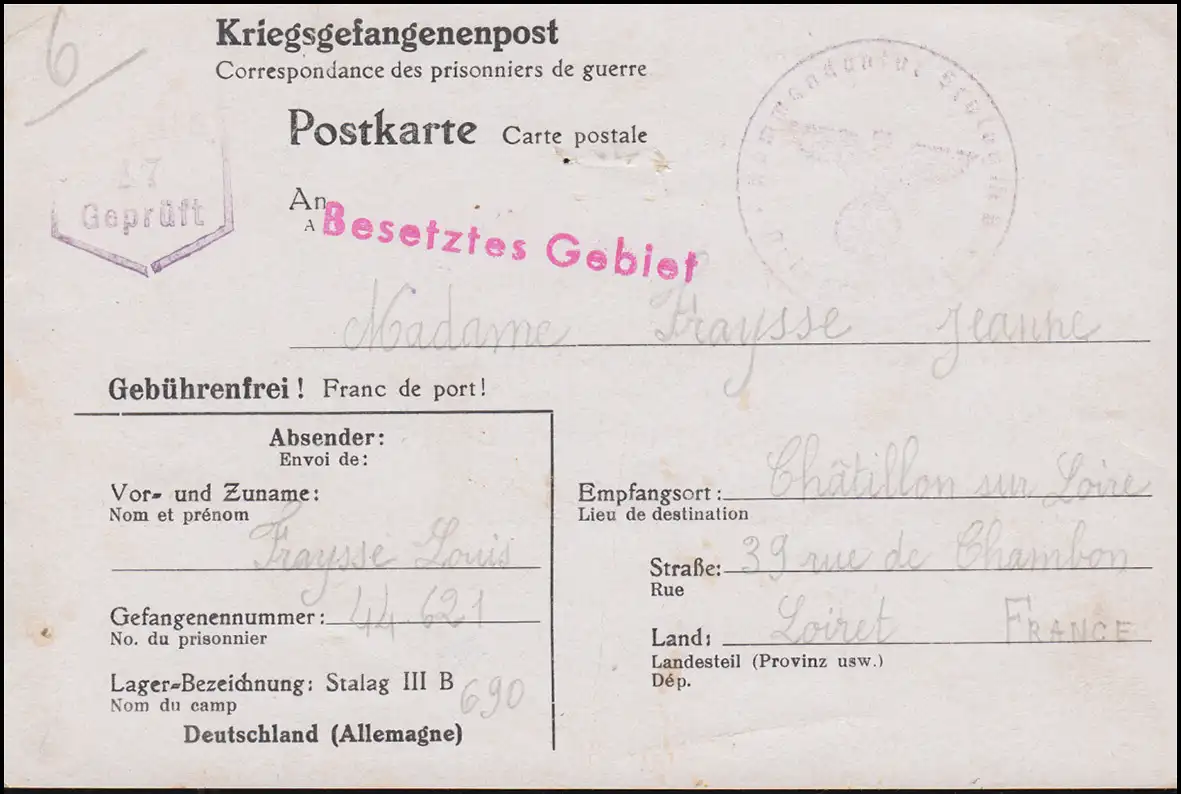 6
Kriegsgefangenenpost
Correspondance des prisonniers de guerre
Postkarte Carte postale
47
Geprüft
An
A
Besetztes Gebiet
Madame Fraysse Jeanne
Gebührenfrei! Franc de port!
Absender:
Envoi de:
Vor- und Zuname:
Nom et prénom
Fraysse Louis
Gefangenennummer: 44.621
No. du prisonnier
Lager-Bezeichnung: Stalag III B 690
Nom du camp
Deutschland (Allemagne)
Empfangsort: Châtillon sur Loire
Lieu de destination
Straße: 39 rue de Chambon
Rue
Land: Loiret FRANCE
Landesteil (Provinz usw.)
Dép.